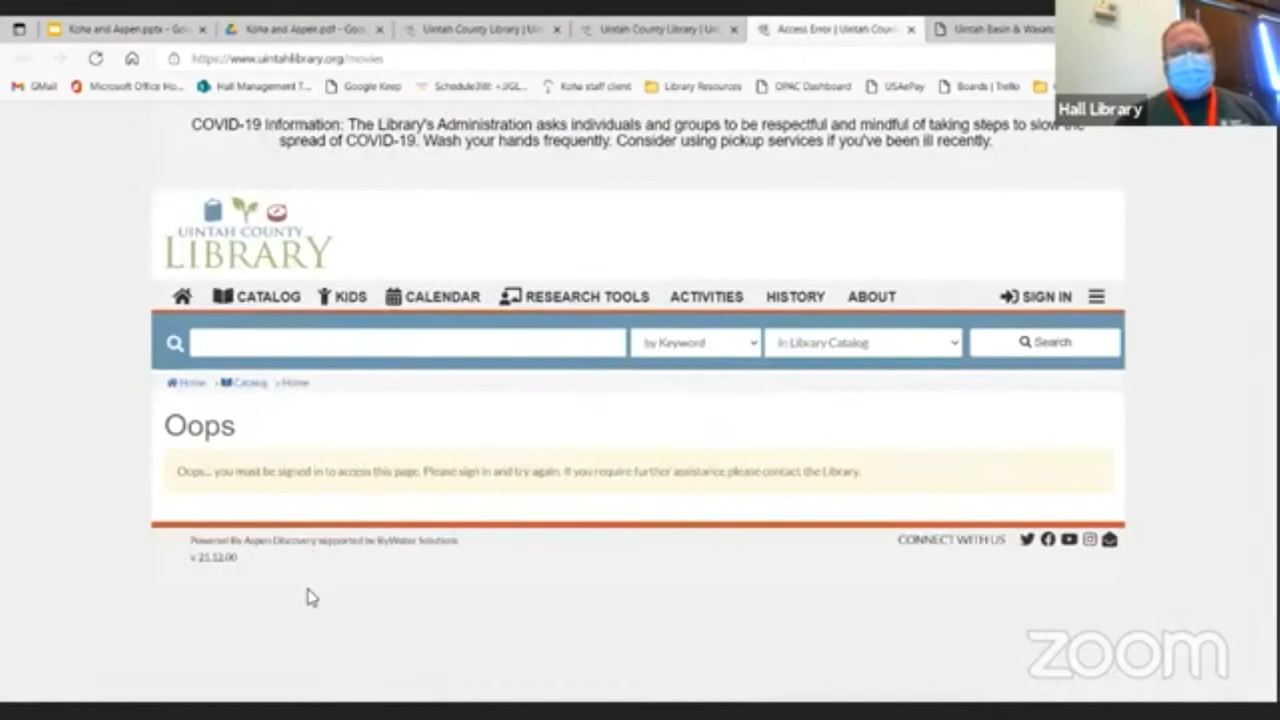 Koha and Aspen.pptx - Goo
Koha and Aspen.pdf - Goo
Uintah County Library | Uin
Uintah County Library | Uin
Access Error | Uintah Coun
Uintah Basin & Wasatc
https://www.uintahlibrary.org/movies
GMail
Microsoft Office Ho...
Hall Management T...
Google Keep
Koha staff client
Library Resources
OPAC Dashboard
USAePay
Boards | Trello
Hall Library
COVID-19 Information: The Library's Administration asks individuals and groups to be respectful and mindful of taking steps to slow the
spread of COVID-19. Wash your hands frequently. Consider using pickup services if you've been ill recently.
UINTAH COUNTY
LIBRARY
CATALOG KIDS CALENDAR RESEARCH TOOLS ACTIVITIES HISTORY ABOUT SIGN IN
by Keyword In Library Catalog Search
Home » Catalog » Home
Oops
Oops... you must be signed in to access this page. Please sign in and try again. If you require further assistance please contact the Library.
Powered By Aspen Discovery supported by ByWater Solutions
v. 21.12.00
CONNECT WITH US
zoom